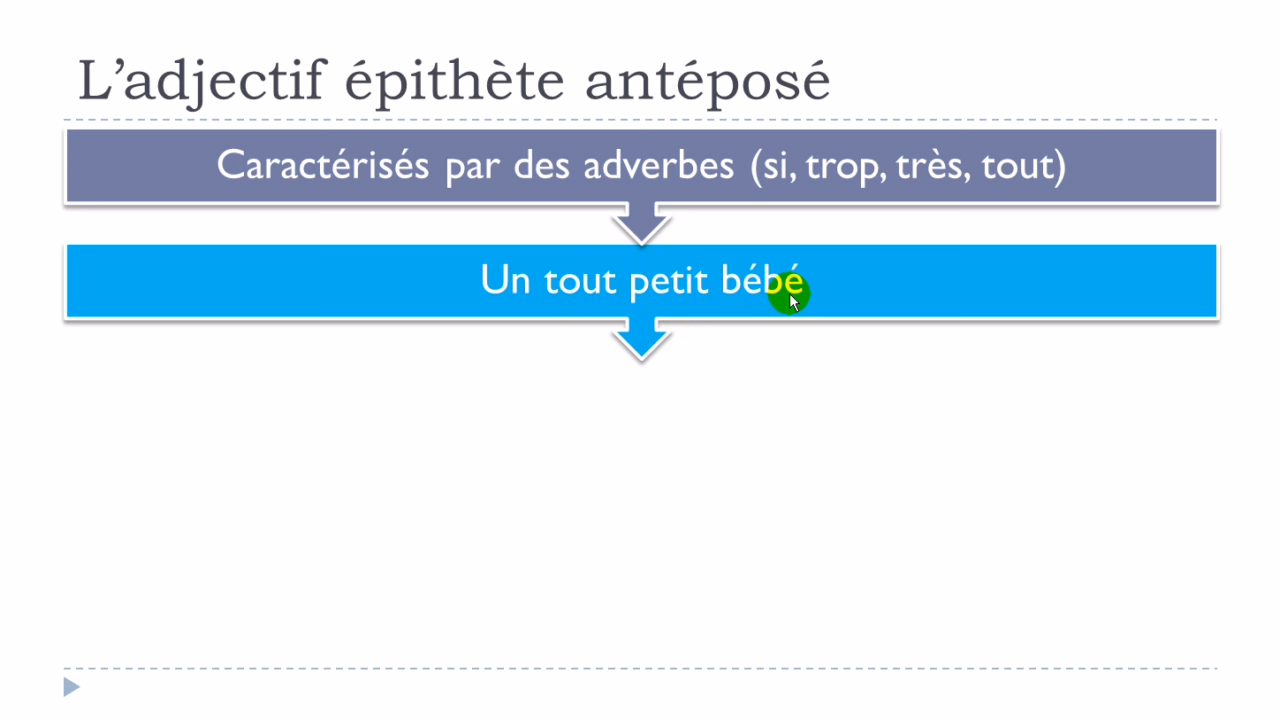 L’adjectif épithète antéposé
Caractérisés par des adverbes (si, trop, très, tout)
Un tout petit bébé